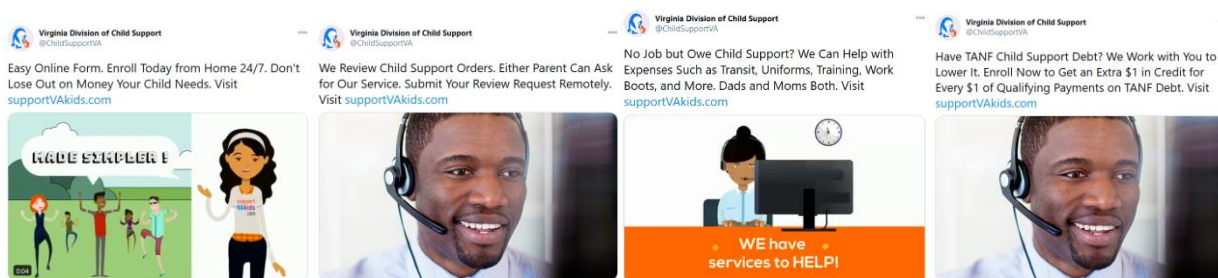 Virginia Division of Child Support
@ChildSupportVA
Easy Online Form. Enroll Today from Home 24/7. Don't
Lose Out on Money Your Child Needs. Visit
supportVAkids.com
MADE SIMPLER !
support
VAkids
.com
0:04
Virginia Division of Child Support
@ChildSupportVA
We Review Child Support Orders. Either Parent Can Ask
for Our Service. Submit Your Review Request Remotely.
Visit supportVAkids.com
Virginia Division of Child Support
@ChildSupportVA
No Job but Owe Child Support? We Can Help with
Expenses Such as Transit, Uniforms, Training, Work
Boots, and More. Dads and Moms Both. Visit
supportVAkids.com
WE have
services to HELP!
Virginia Division of Child Support
@ChildSupportVA
Have TANF Child Support Debt? We Work with You to
Lower It. Enroll Now to Get an Extra $1 in Credit for
Every $1 of Qualifying Payments on TANF Debt. Visit
supportVAkids.com